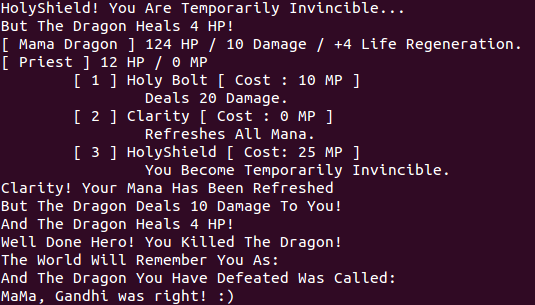 HolyShield! You Are Temporarily Invincible...
But The Dragon Heals 4 HP!
[ Mama Dragon ] 124 HP / 10 Damage / +4 Life Regeneration.
[ Priest ] 12 HP / 0 MP
[ 1 ] Holy Bolt [ Cost : 10 MP ]
Deals 20 Damage.
[ 2 ] Clarity [ Cost : 0 MP ]
Refreshes All Mana.
[ 3 ] HolyShield [ Cost: 25 MP ]
You Become Temporarily Invincible.
Clarity! Your Mana Has Been Refreshed
But The Dragon Deals 10 Damage To You!
And The Dragon Heals 4 HP!
Well Done Hero! You Killed The Dragon!
The World Will Remember You As:
And The Dragon You Have Defeated Was Called:
MaMa, Gandhi was right! :)